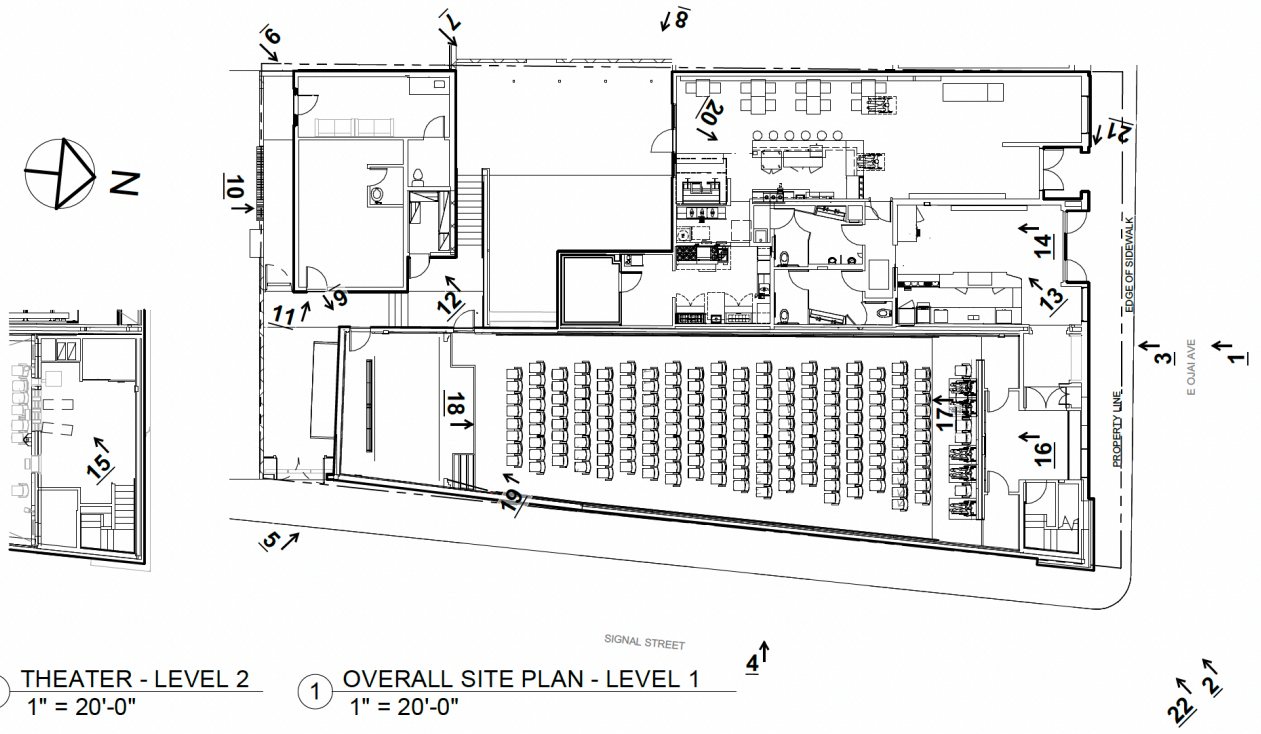 6
7
8
20
21
N
10
14
EDGE OF SIDEWALK
11
9
12
13
3
1
E OJAI AVE
18
17
PROPERTY LINE
15
16
19
5
SIGNAL STREET
4
THEATER - LEVEL 2
1" = 20'-0"
1
OVERALL SITE PLAN - LEVEL 1
1" = 20'-0"
22
2